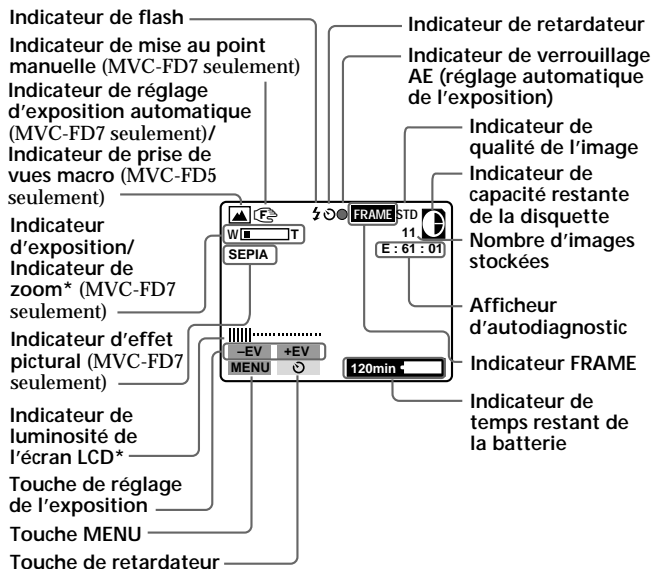 Indicateur de flash
Indicateur de mise au point
manuelle (MVC-FD7 seulement)
Indicateur de réglage
d'exposition automatique
(MVC-FD7 seulement)/
Indicateur de prise de
vues macro (MVC-FD5
seulement)
Indicateur
d'exposition/
Indicateur de
zoom* (MVC-FD7
seulement)
Indicateur d'effet
pictural (MVC-FD7
seulement)
Indicateur de
luminosité de
l'écran LCD*
Touche de réglage
de l'exposition
Touche MENU
Touche de retardateur
F
FRAME STD
11
W T
E : 61 : 01
SEPIA
–EV +EV
MENU
120min
Indicateur de retardateur
Indicateur de verrouillage
AE (réglage automatique
de l'exposition)
Indicateur de
qualité de l'image
Indicateur de
capacité restante
de la disquette
Nombre d'images
stockées
Afficheur
d'autodiagnostic
Indicateur FRAME
Indicateur de
temps restant de
la batterie